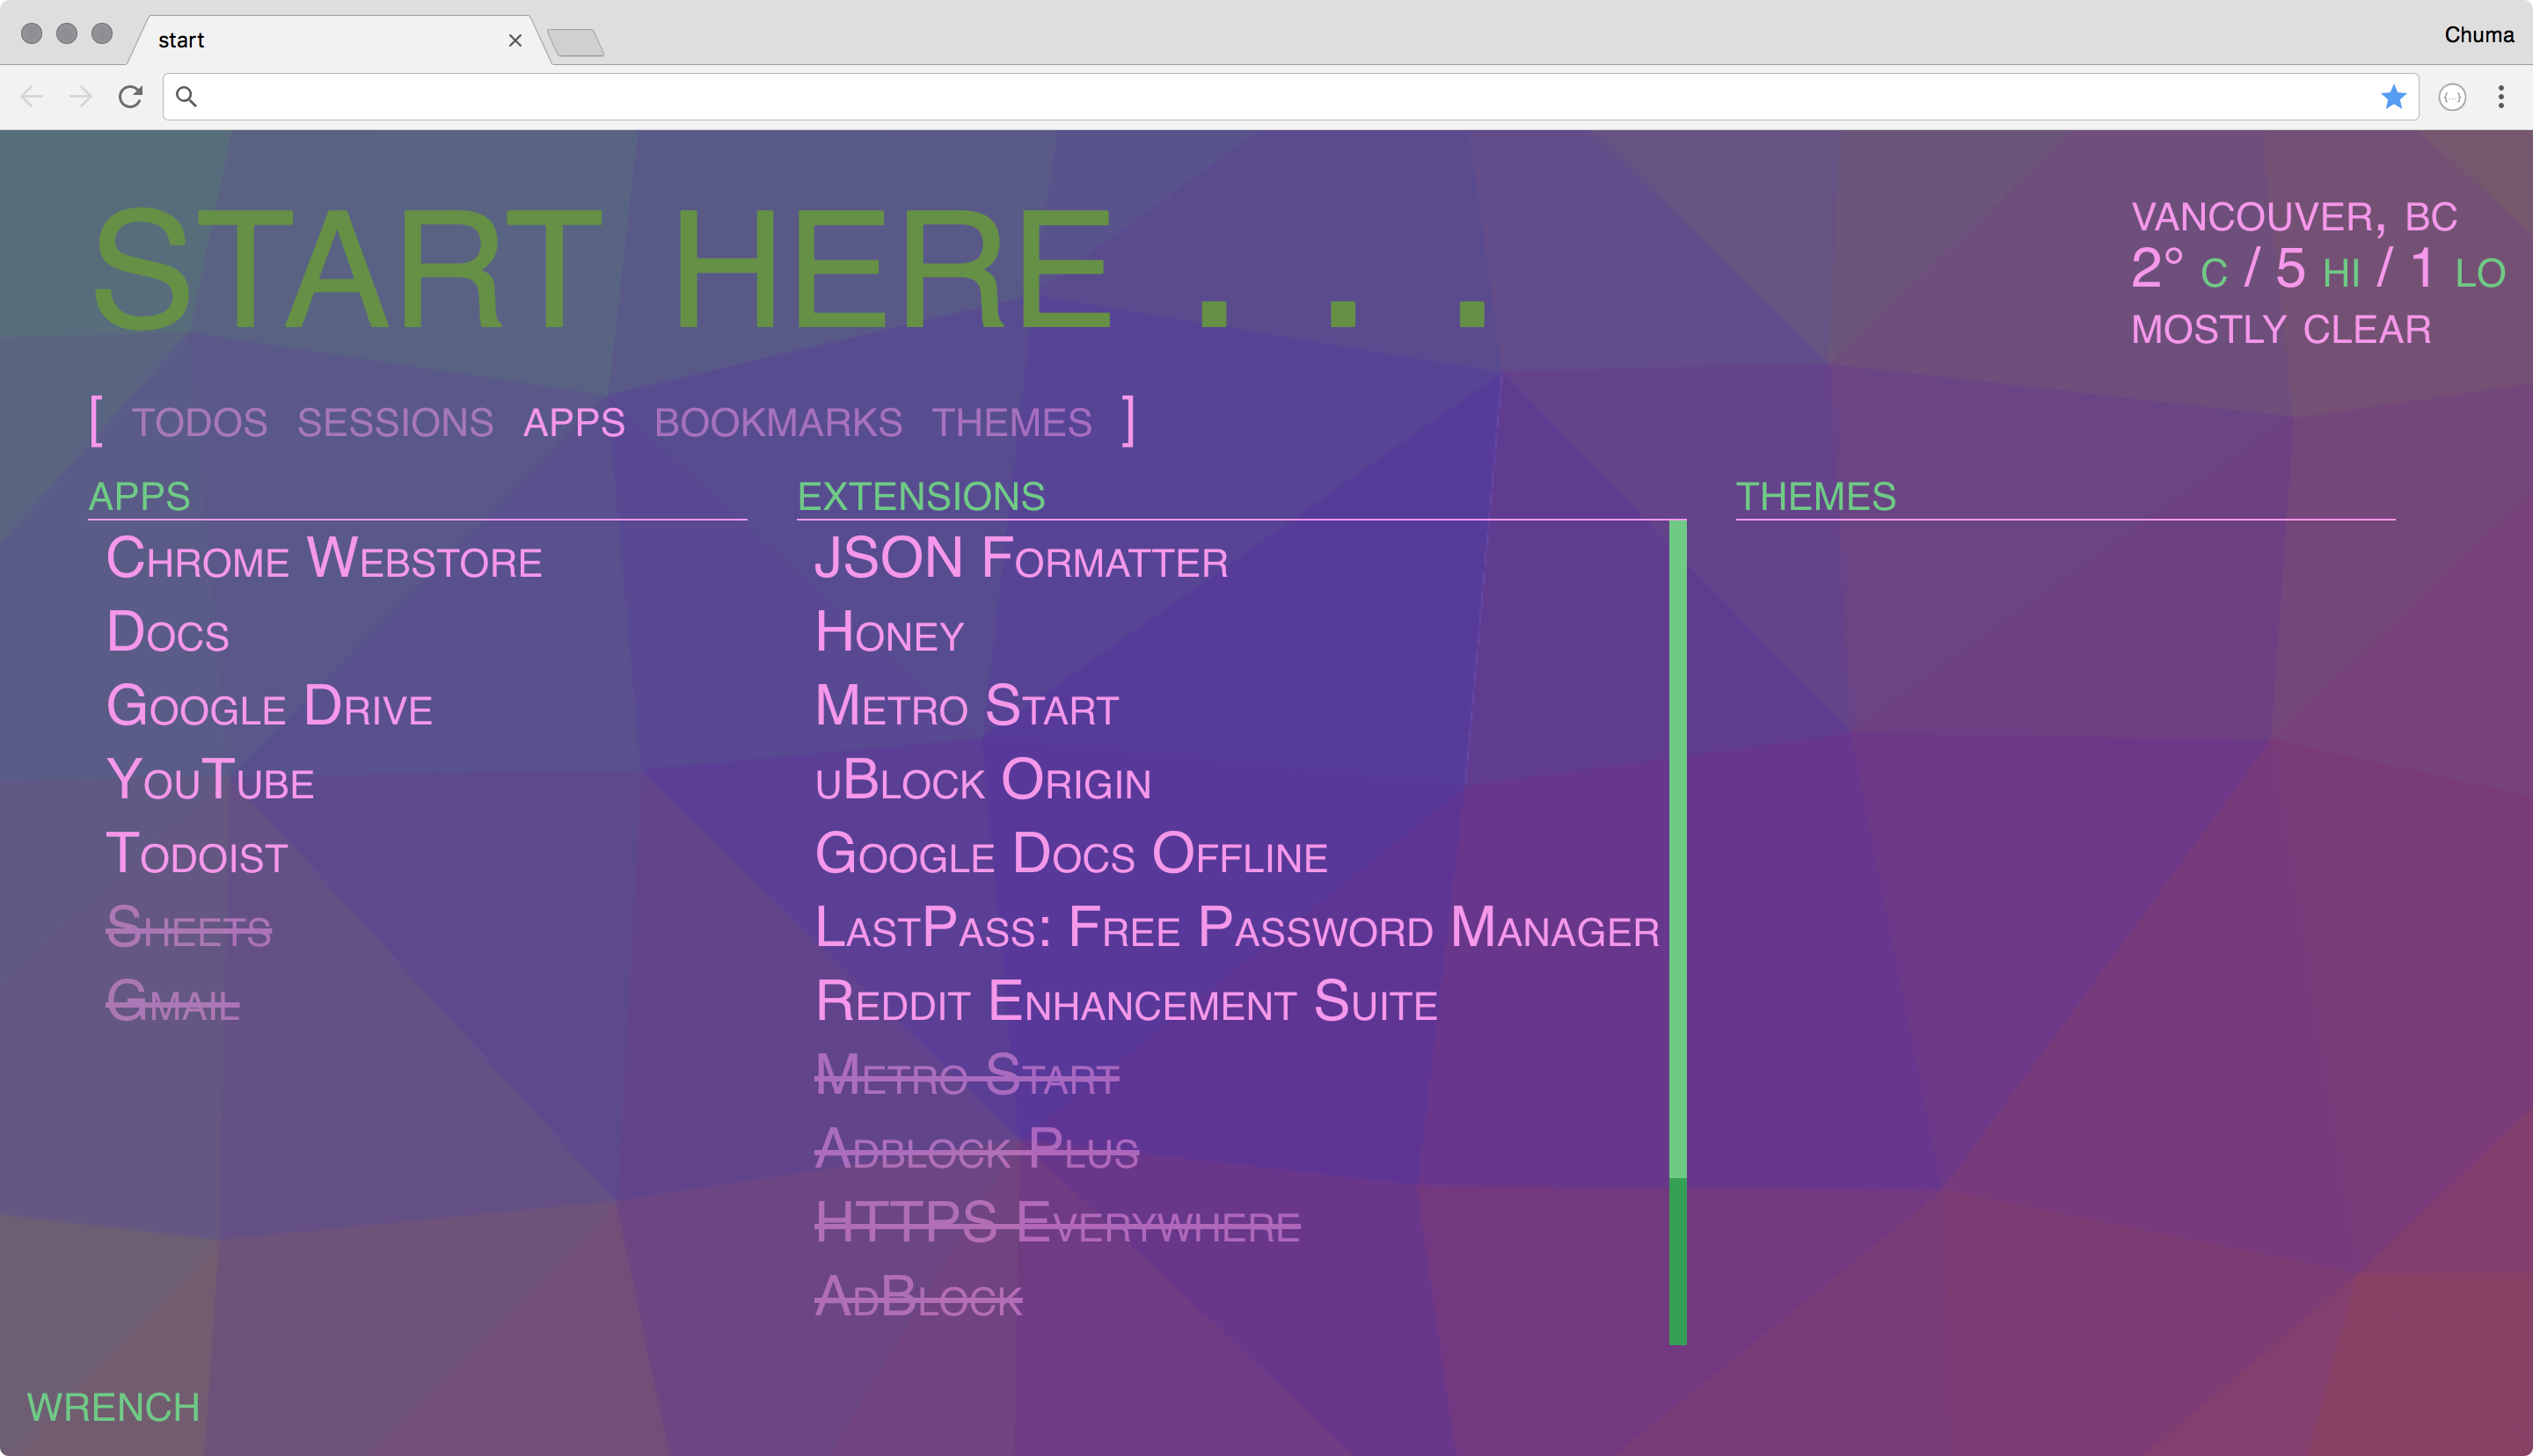 start
Chuma
START HERE . . .
VANCOUVER, BC
2° C / 5 HI / 1 LO
MOSTLY CLEAR
[ TODOS SESSIONS APPS BOOKMARKS THEMES ]
APPS
Chrome Webstore
Docs
Google Drive
YouTube
Todoist
Sheets
Gmail
EXTENSIONS
JSON Formatter
Honey
Metro Start
uBlock Origin
Google Docs Offline
LastPass: Free Password Manager
Reddit Enhancement Suite
Metro Start
Adblock Plus
HTTPS Everywhere
AdBlock
THEMES
WRENCH